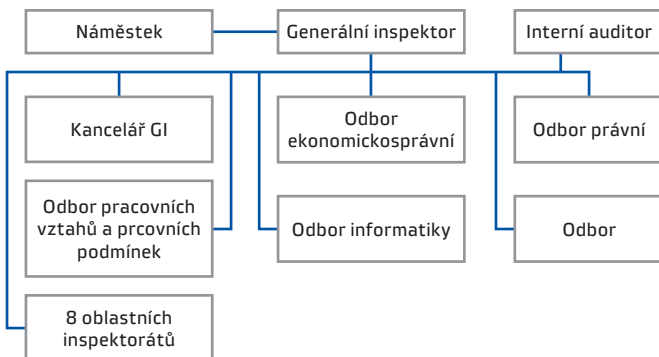 Náměstek
Generální inspektor
Interní auditor
Kancelář GI
Odbor
ekonomickosprávní
Odbor právní
Odbor pracovních
vztahů a prcovních
podmínek
Odbor informatiky
Odbor
8 oblastních
inspektorátů